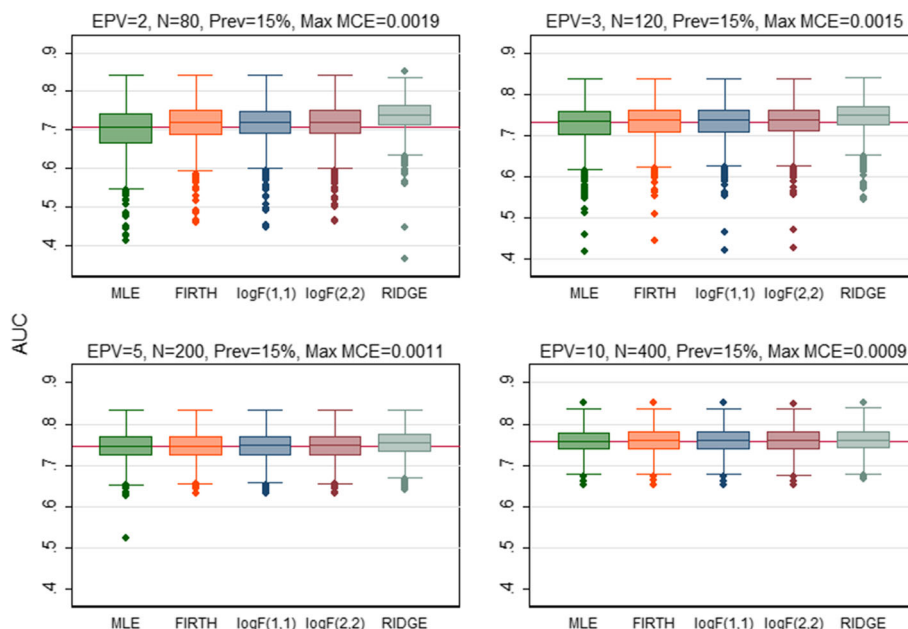 EPV=2, N=80, Prev=15%, Max MCE=0.0019
.9
.8
.7
.6
.5
.4
MLE FIRTH logF(1,1) logF(2,2) RIDGE
EPV=3, N=120, Prev=15%, Max MCE=0.0015
.9
.8
.7
.6
.5
.4
MLE FIRTH logF(1,1) logF(2,2) RIDGE
AUC
EPV=5, N=200, Prev=15%, Max MCE=0.0011
.9
.8
.7
.6
.5
.4
MLE FIRTH logF(1,1) logF(2,2) RIDGE
EPV=10, N=400, Prev=15%, Max MCE=0.0009
.9
.8
.7
.6
.5
.4
MLE FIRTH logF(1,1) logF(2,2) RIDGE